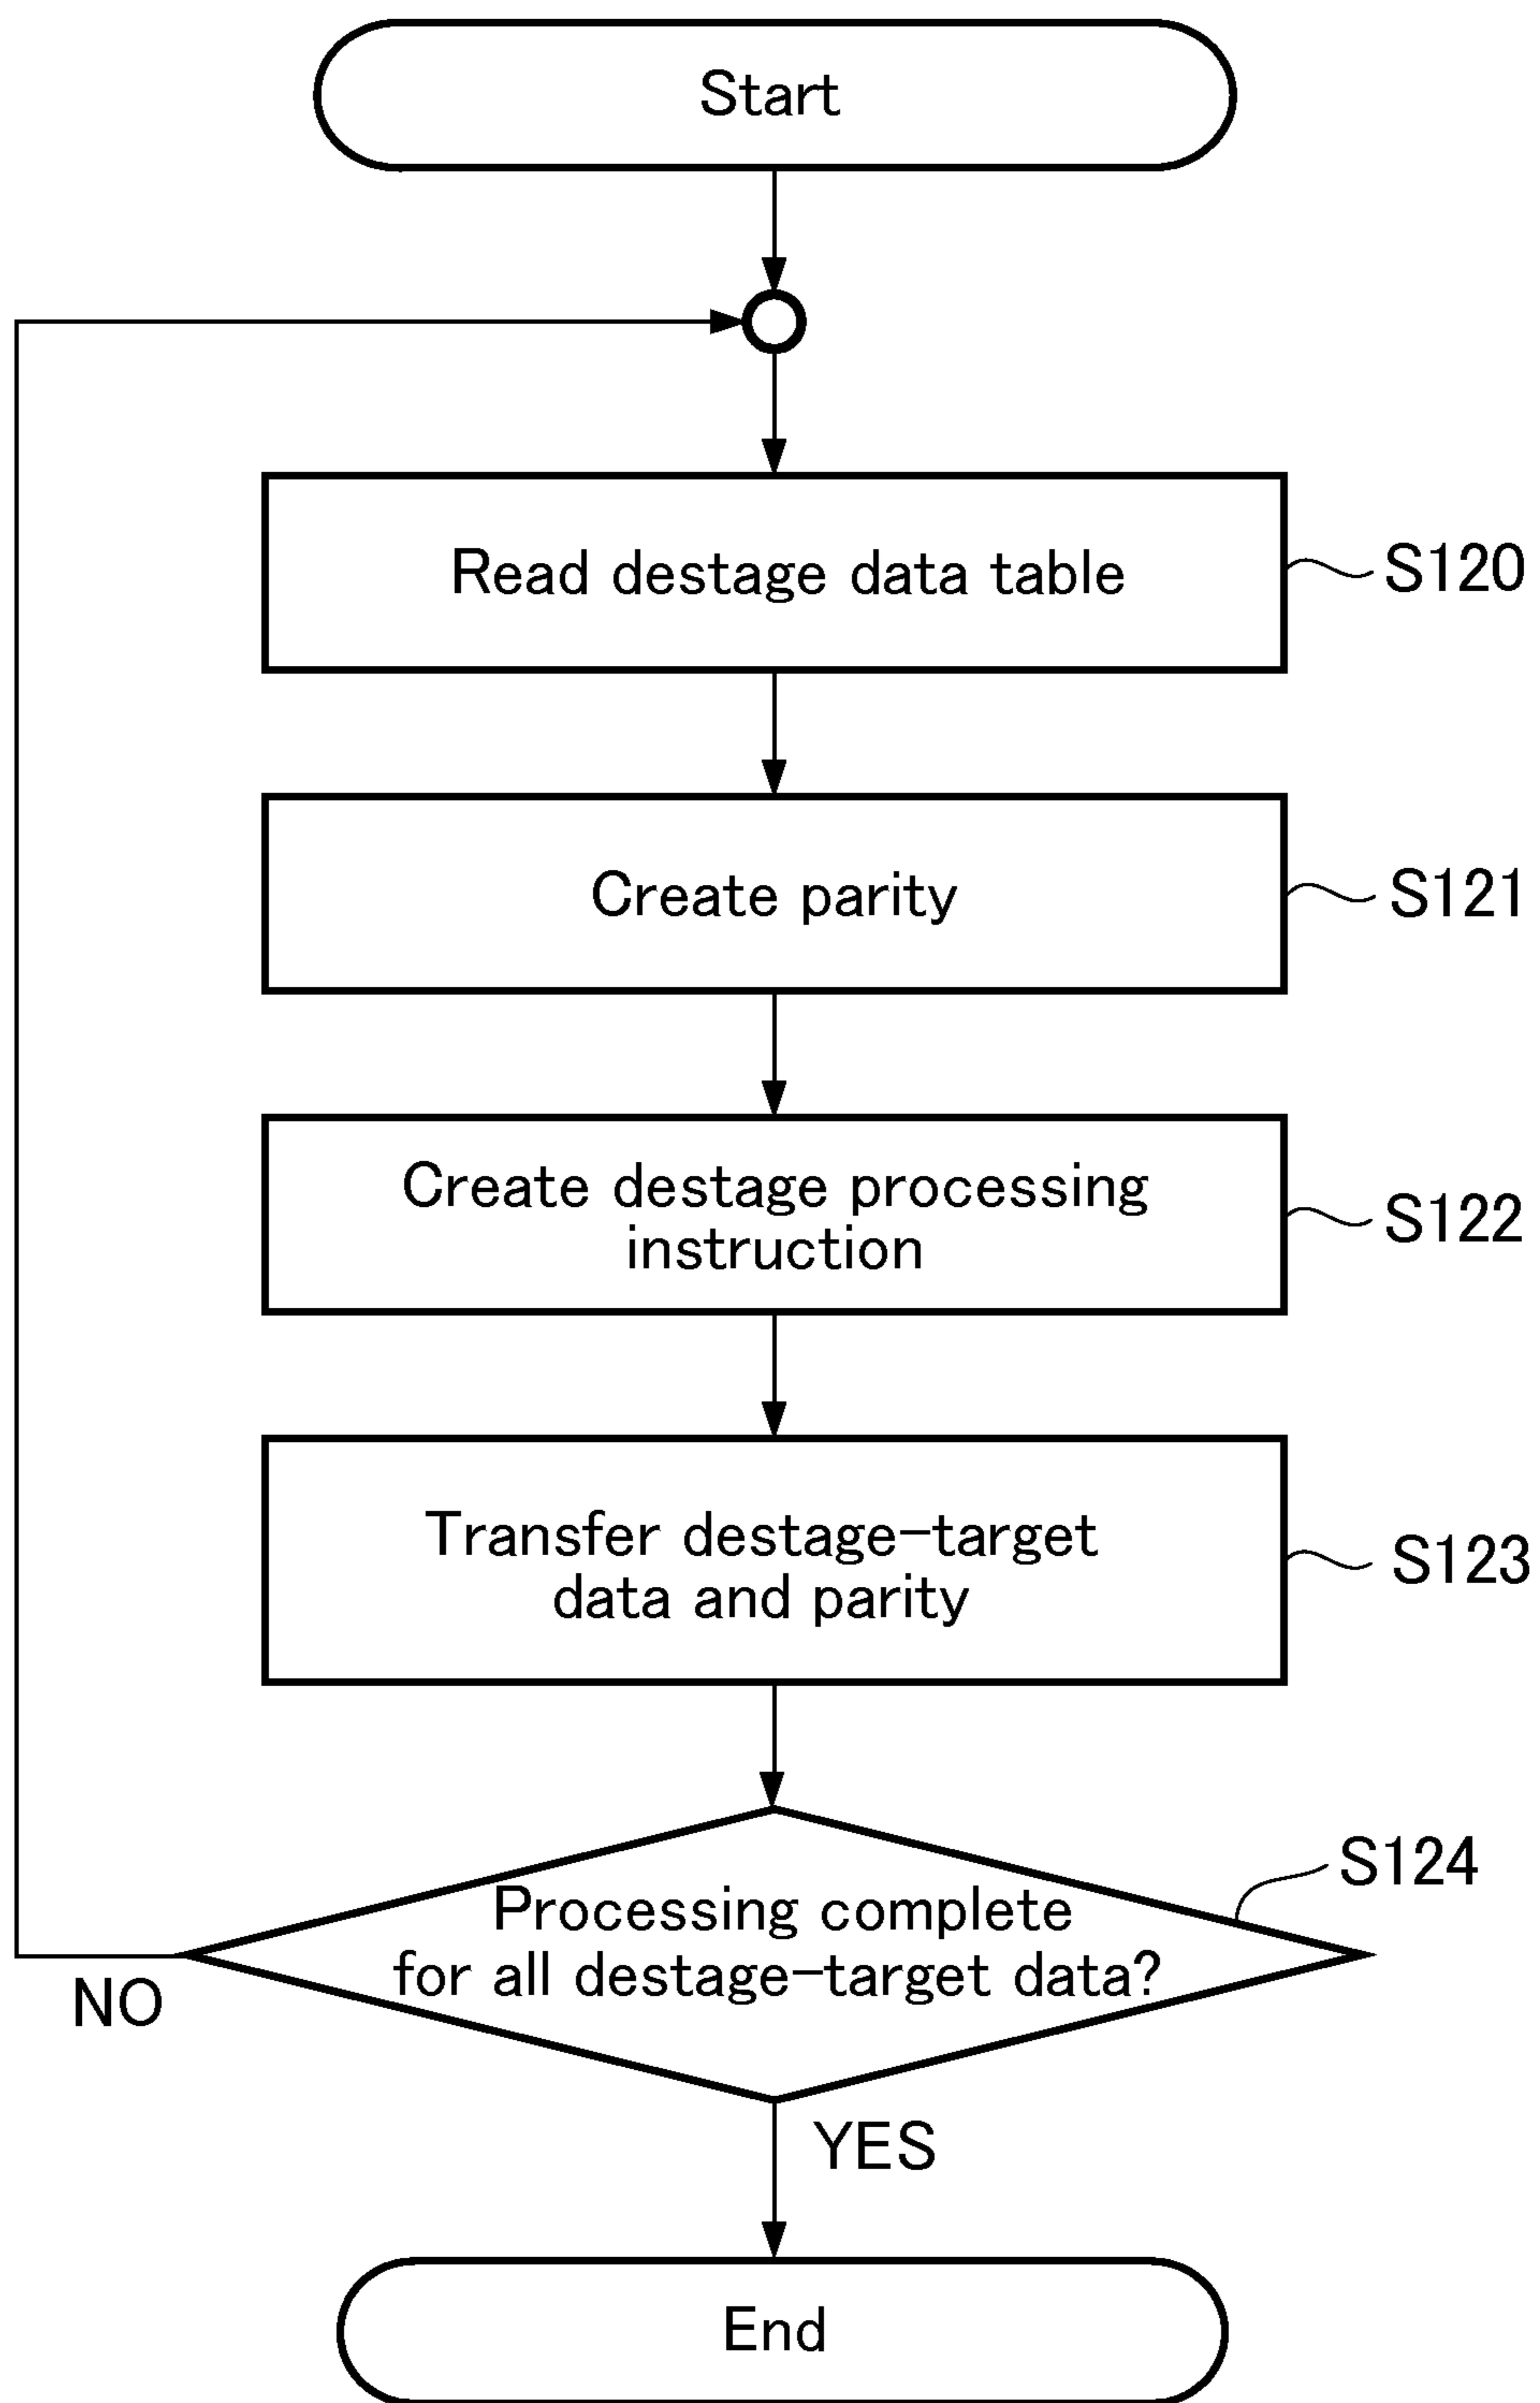 Start
Read destage data table
S120
Create parity
S121
Create destage processing
instruction
S122
Transfer destage-target
data and parity
S123
S124
Processing complete
for all destage-target data?
NO
YES
End